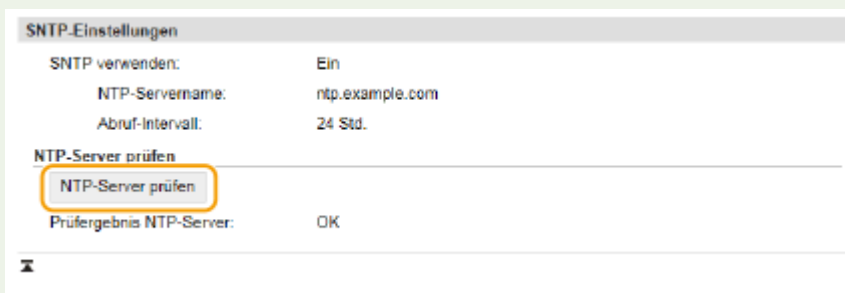 SNTP-Einstellungen
SNTP verwenden: Ein
NTP-Servername: ntp.example.com
Abruf-Intervall: 24 Std.
NTP-Server prüfen
NTP-Server prüfen
Prüfergebnis NTP-Server: OK